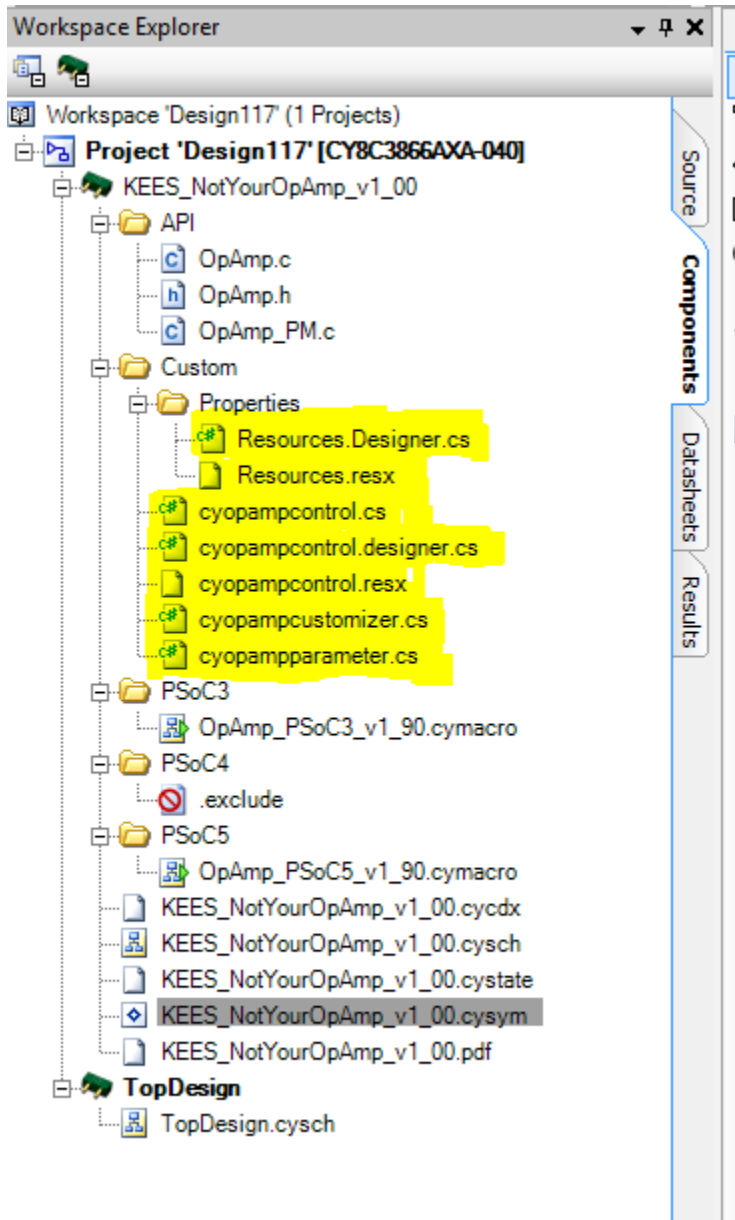 Workspace Explorer
Workspace 'Design117' (1 Projects)
Project 'Design117' [CY8C3866AXA-040]
KEES_NotYourOpAmp_v1_00
API
OpAmp.c
OpAmp.h
OpAmp_PM.c
Custom
Properties
Resources.Designer.cs
Resources.resx
cyopampcontrol.cs
cyopampcontrol.designer.cs
cyopampcontrol.resx
cyopampcustomizer.cs
cyopampparameter.cs
PSoC3
OpAmp_PSoC3_v1_90.cymacro
PSoC4
.exclude
PSoC5
OpAmp_PSoC5_v1_90.cymacro
KEES_NotYourOpAmp_v1_00.cycdx
KEES_NotYourOpAmp_v1_00.cysch
KEES_NotYourOpAmp_v1_00.cystate
KEES_NotYourOpAmp_v1_00.cysym
KEES_NotYourOpAmp_v1_00.pdf
TopDesign
TopDesign.cysch
Source
Components
Datasheets
Results